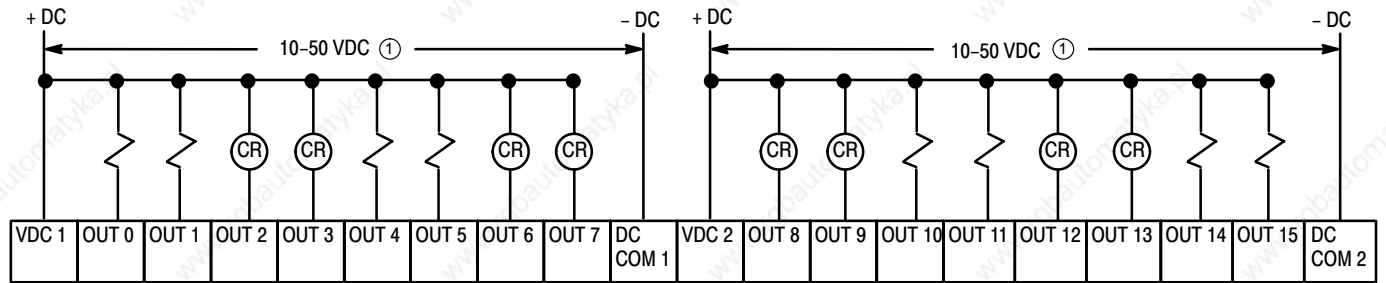 + DC – DC + DC – DC
10–50 VDC ① 10–50 VDC ①
CR CR CR CR CR CR CR CR
VDC 1 OUT 0 OUT 1 OUT 2 OUT 3 OUT 4 OUT 5 OUT 6 OUT 7 DC COM 1 VDC 2 OUT 8 OUT 9 OUT 10 OUT 11 OUT 12 OUT 13 OUT 14 OUT 15 DC COM 2